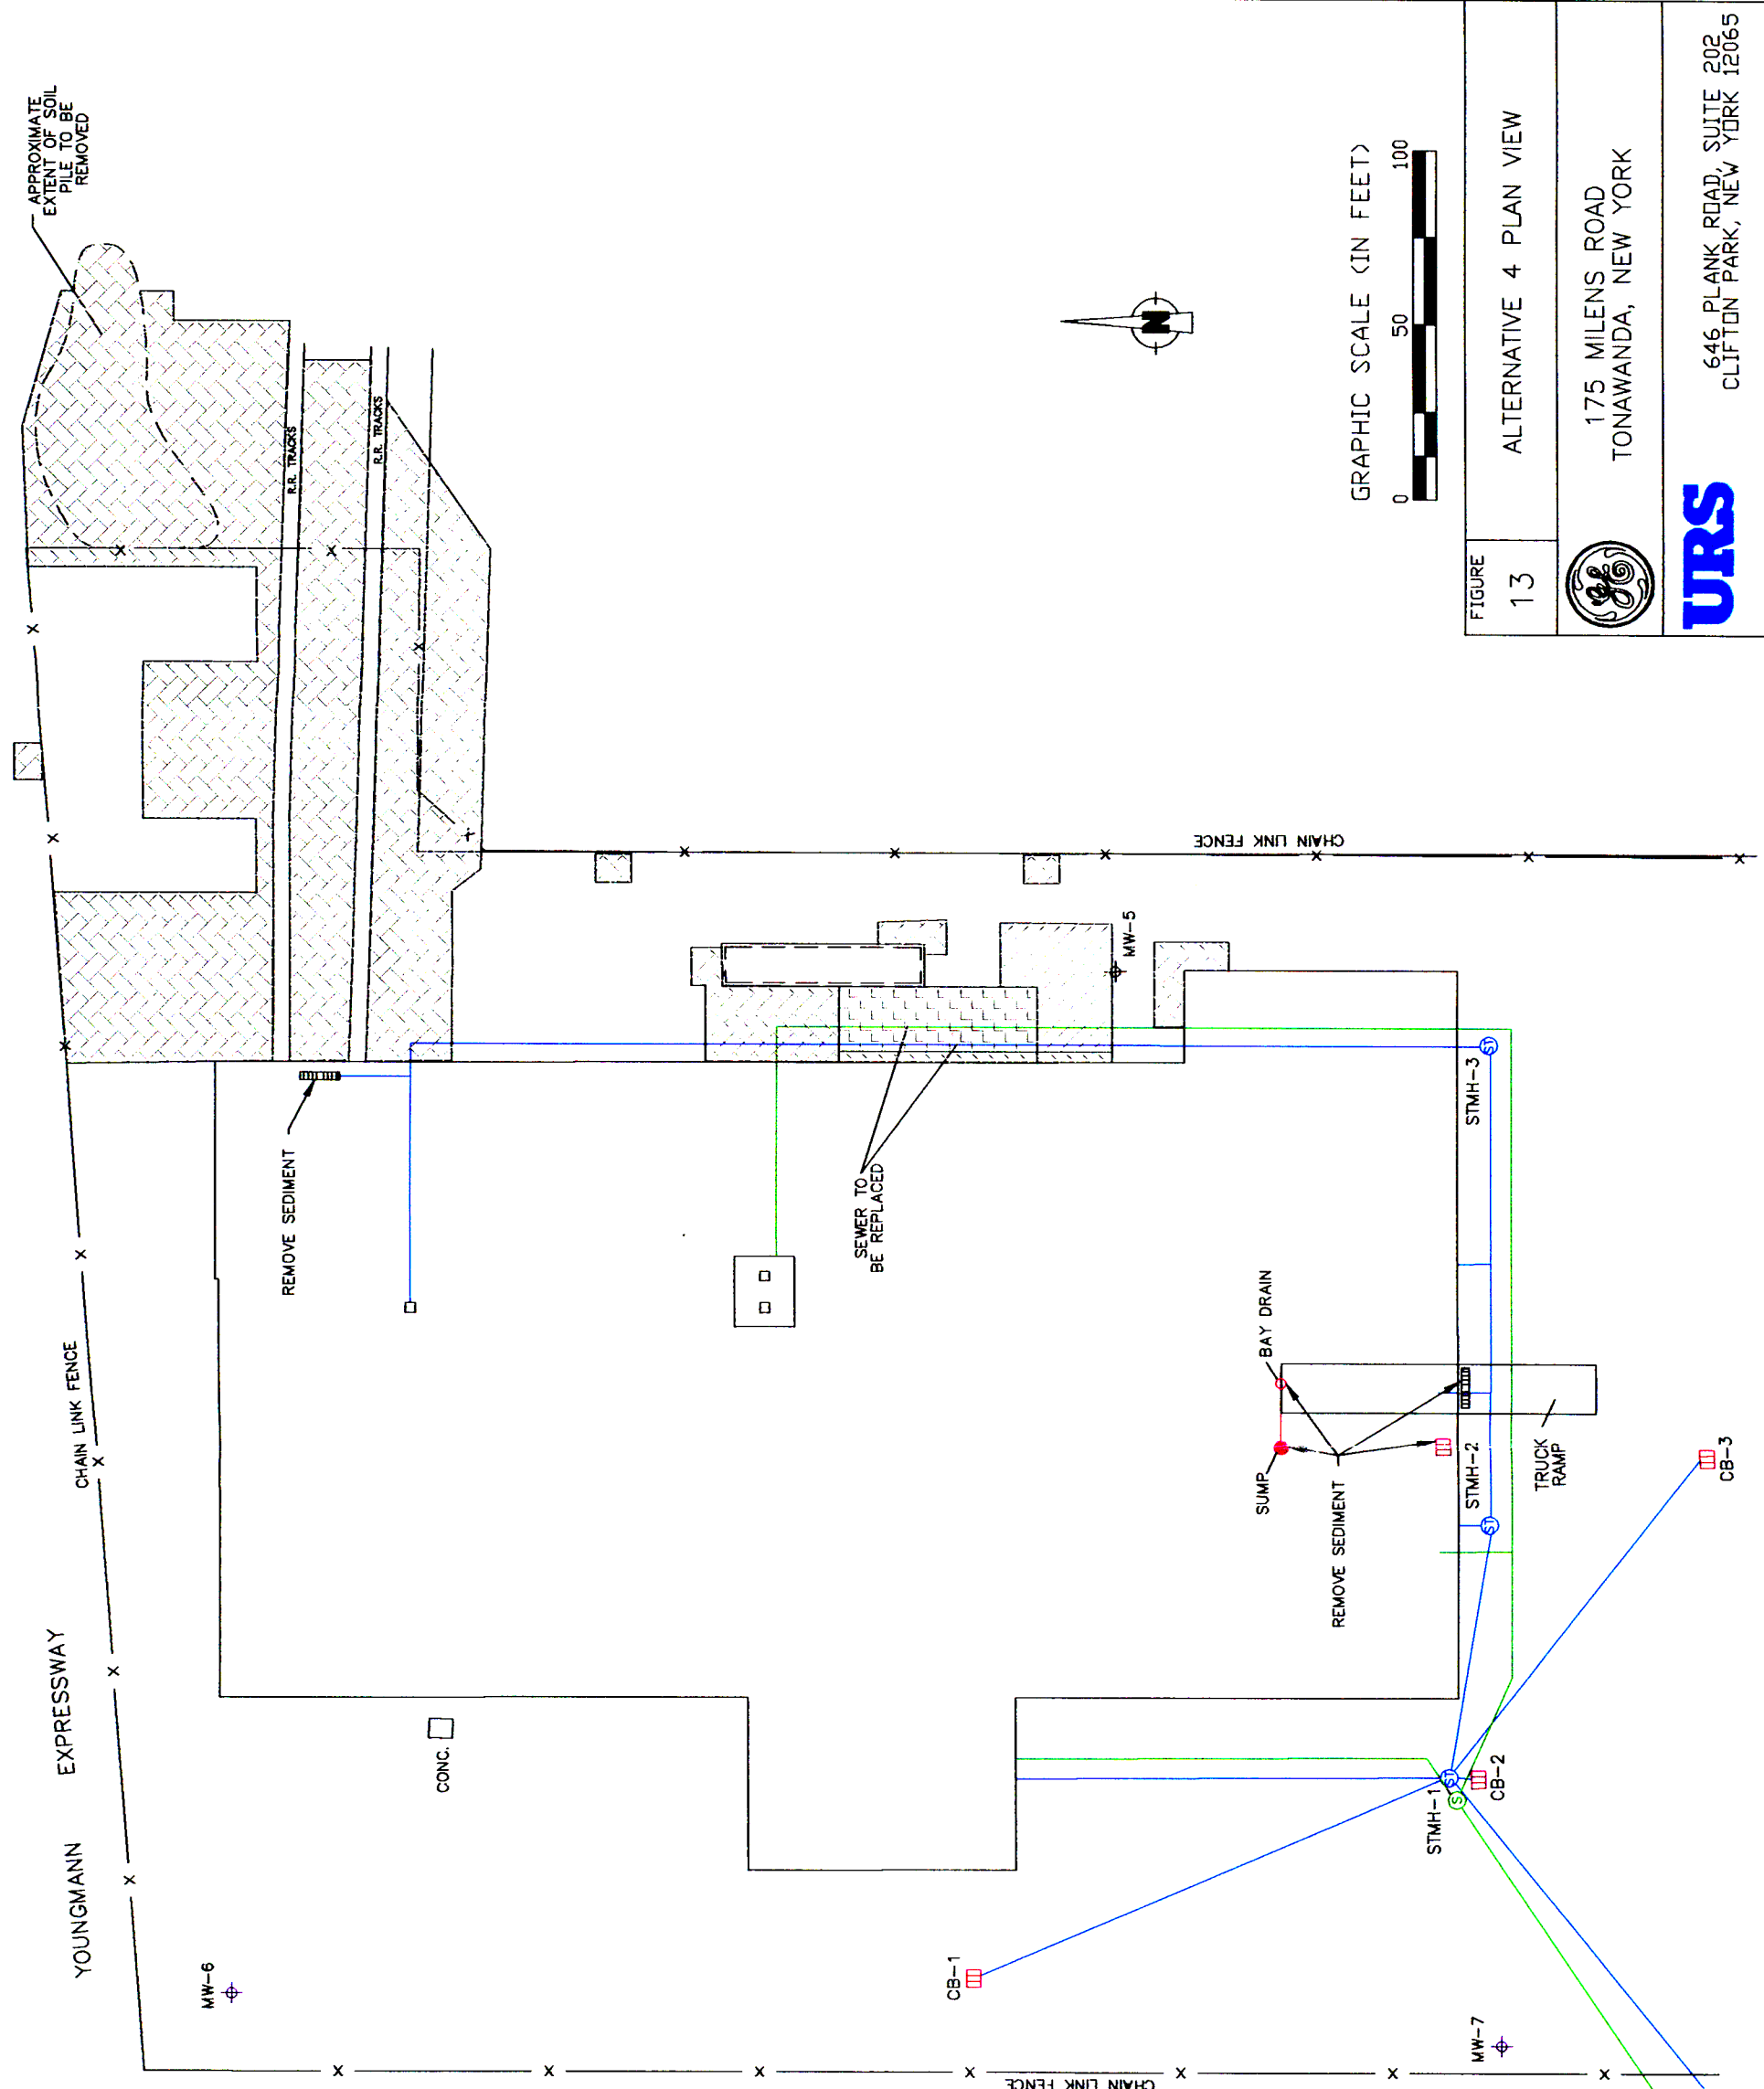 APPROXIMATE
EXTENT OF SOIL
PILE TO BE
REMOVED
R.R. TRACKS
R.R. TRACKS
X
X
X
X
X
X
X
X
X
X
X
CHAIN LINK FENCE
YOUNGMANN EXPRESSWAY
REMOVE SEDIMENT
CONC.
MW-6
SEWER TO
BE REPLACED
MW-5
CHAIN LINK FENCE
X
X
X
X
X
X
BAY DRAIN
SUMP
REMOVE SEDIMENT
STMH-3
ST
STMH-2
ST
TRUCK
RAMP
CB-3
STMH-1
ST
S
CB-2
CB-1
MW-7
CHAIN LINK FENCE
X
X
X
X
X
X
X
N
GRAPHIC SCALE (IN FEET)
0 50 100
FIGURE
13
ALTERNATIVE 4 PLAN VIEW
GE
175 MILENS ROAD
TONAWANDA, NEW YORK
URS
646 PLANK ROAD, SUITE 202
CLIFTON PARK, NEW YORK 12065